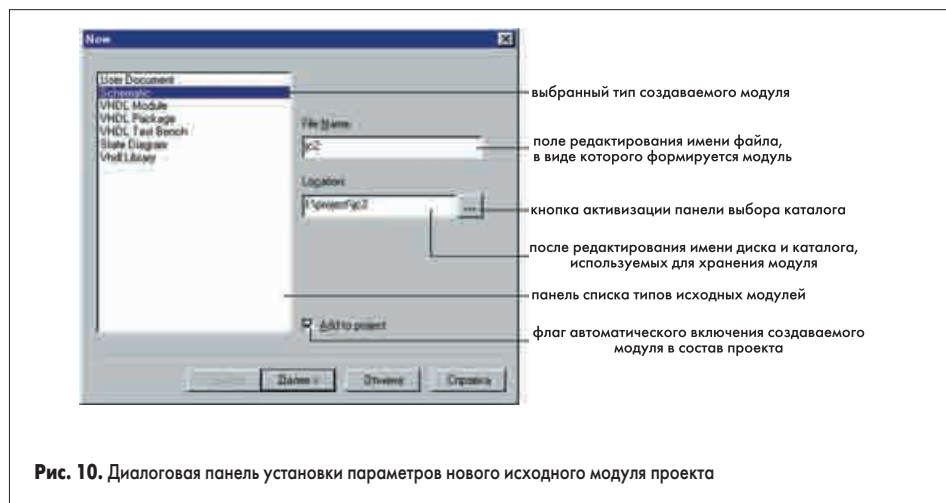 New
User Document
Schematic
VHDL Module
VHDL Package
VHDL Test Bench
State Diagram
Vhdl Library
File Name:
jc2
Location:
...
Add to project
Далее >
Отмена
Справка
выбранный тип создаваемого модуля
поле редактирования имени файла,
в виде которого формируется модуль
кнопка активизации панели выбора каталога
после редактирования имени диска и каталога,
используемых для хранения модуля
панель списка типов исходных модулей
флаг автоматического включения создаваемого
модуля в состав проекта
Рис. 10. Диалоговая панель установки параметров нового исходного модуля проекта